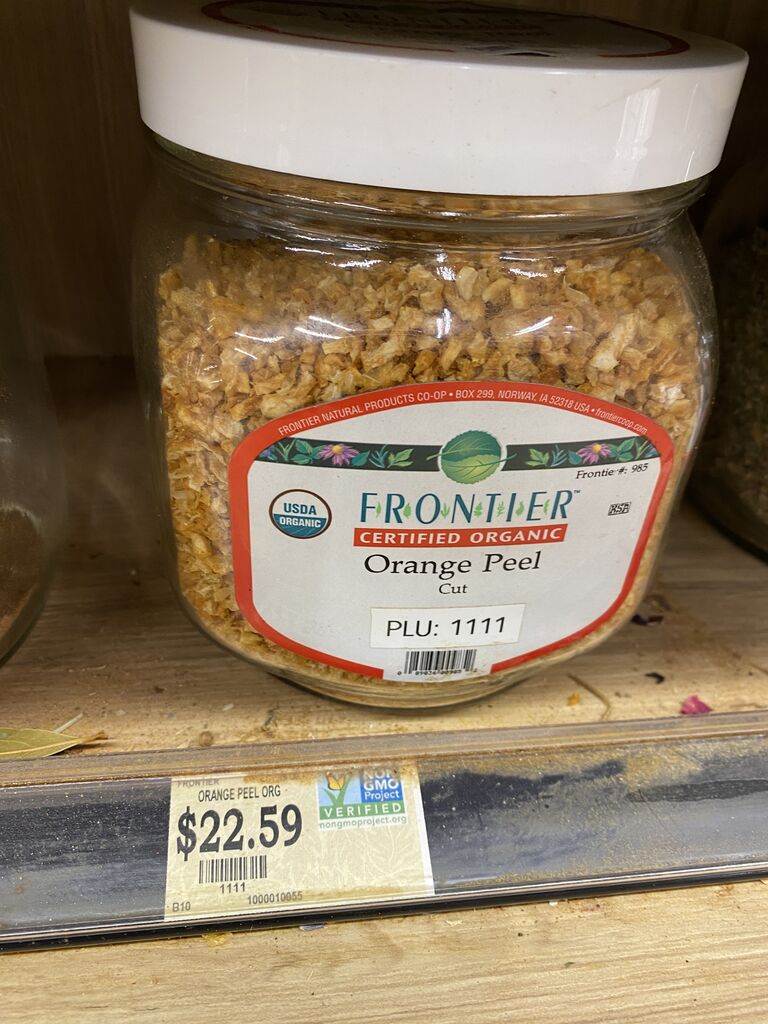 FRONTIER
FRONTIER NATURAL PRODUCTS CO-OP • BOX 299, NORWAY, IA 52318 USA • frontiercoop.com
Frontier #: 985
USDA
ORGANIC
FRONTIER™
KSA
CERTIFIED ORGANIC
Orange Peel
Cut
PLU: 1111
FRONTIER
ORANGE PEEL ORG
$22.59
1111
B10
1000010055
NON
GMO
Project
VERIFIED
nongmoproject.org